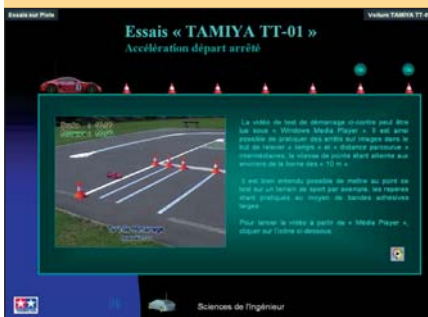 Essais sur Piste
Voiture TAMIYA TT-0
Essais « TAMIYA TT-01 »
Accélération départ arrêté
La vidéo de test de démarrage ci-contre peut être
lue sous « Windows Media Player ». Il est ainsi
possible de pratiquer des arrêts sur images dans le
but de relever « temps » et « distance parcourue »
intermédiaires, la vitesse de pointe étant atteinte aux
environs de la borne des « 10 m ».
Il est bien entendu possible de mettre au point ce
test sur un terrain de sport par exemple, les repères
étant pratiqués au moyen de bandes adhésives
larges.
Pour lancer la vidéo à partir de « Média Player »,
cliquer sur l'icône ci-dessous.
Test de démarrage
Sciences de l'Ingénieur